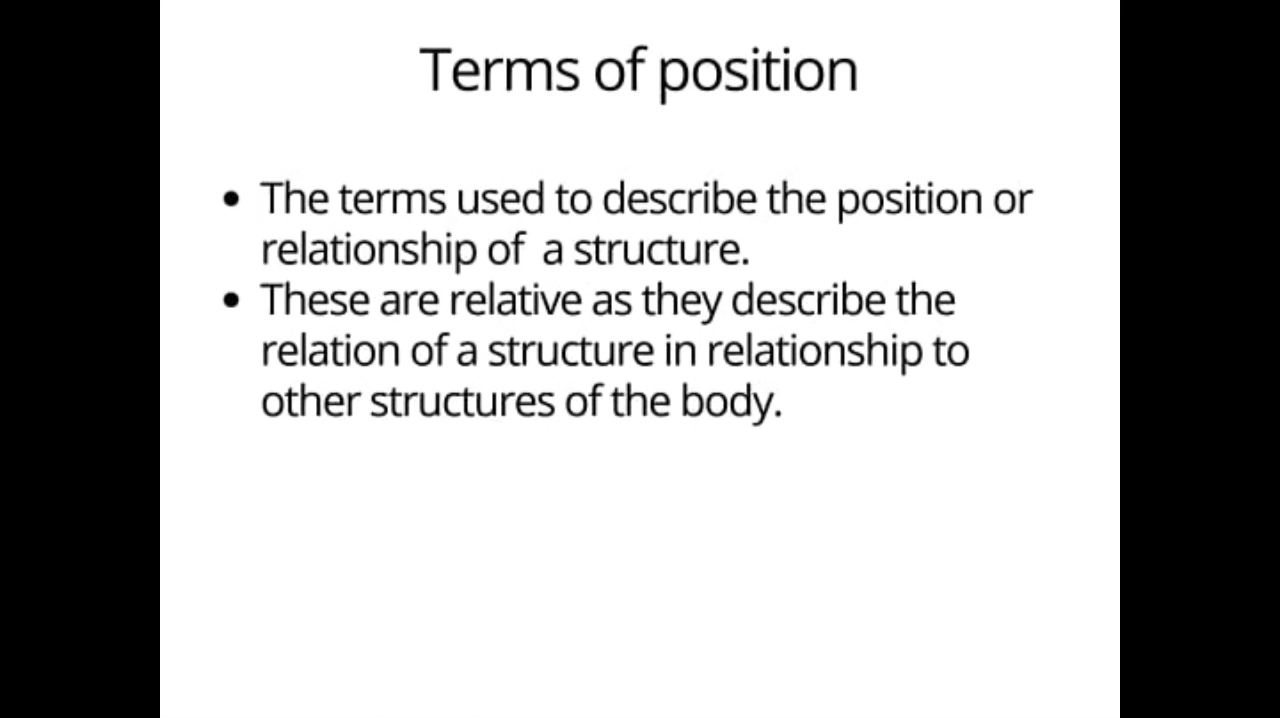 Terms of position
• The terms used to describe the position or
relationship of  a structure.
• These are relative as they describe the
relation of a structure in relationship to
other structures of the body.